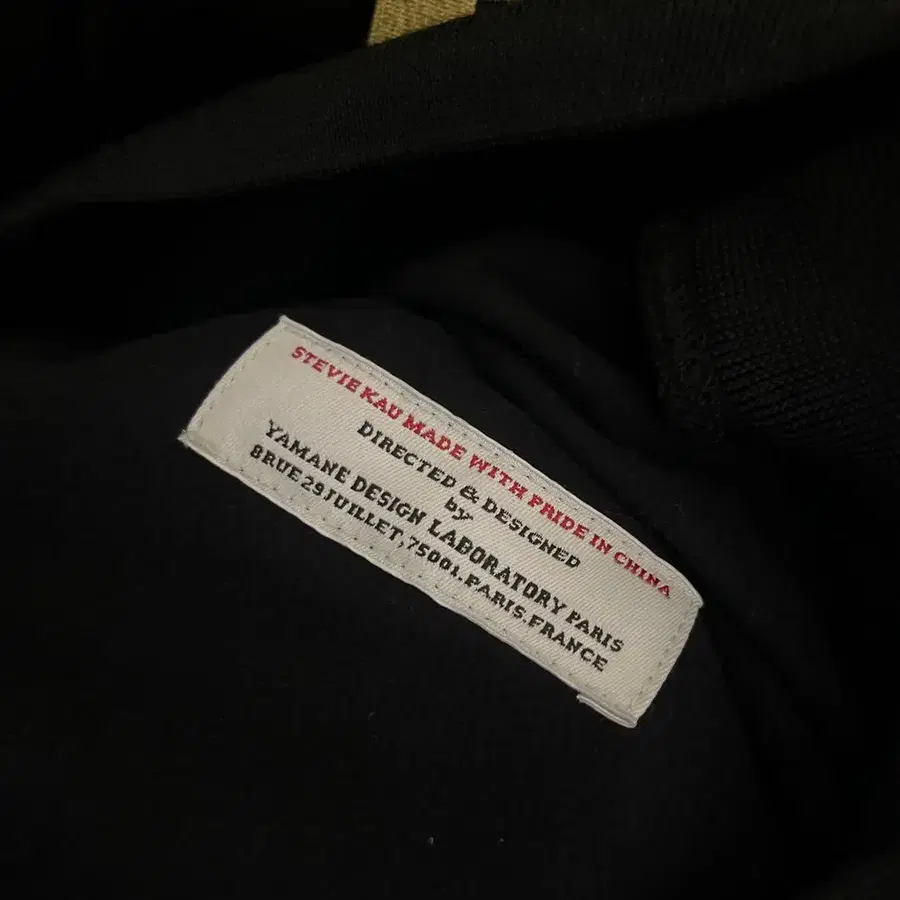 STEVIE KAU MADE WITH PRIDE IN CHINA
DIRECTED & DESIGNED
by
YAMANE DESIGN LABORATORY PARIS
8RUE 29JUILLET,75001.PARIS.FRANCE